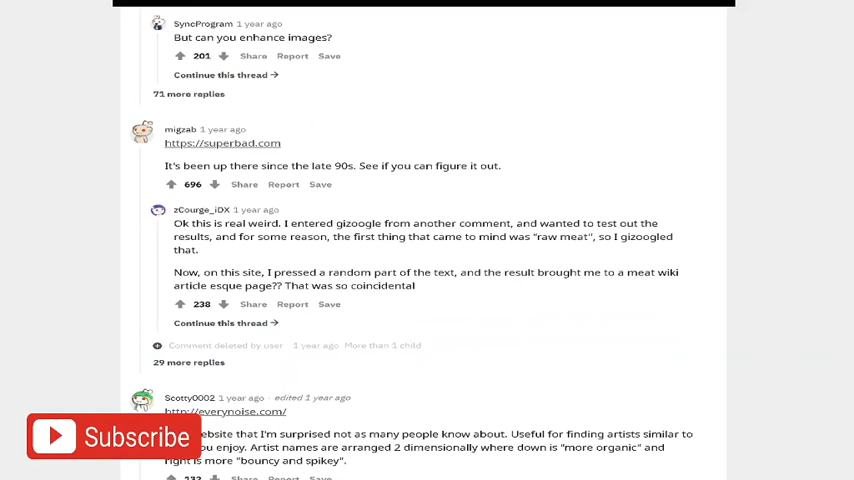 SyncProgram 1 year ago
But can you enhance images?
201 Share Report Save
Continue this thread →
71 more replies
migzab 1 year ago
https://superbad.com
It's been up there since the late 90s. See if you can figure it out.
696 Share Report Save
zCourge_iDX 1 year ago
Ok this is real weird. I entered gizoogle from another comment, and wanted to test out the
results, and for some reason, the first thing that came to mind was "raw meat", so I gizoogled
that.
Now, on this site, I pressed a random part of the text, and the result brought me to a meat wiki
article esque page?? That was so coincidental
238 Share Report Save
Continue this thread →
Comment deleted by user 1 year ago More than 1 child
29 more replies
Scotty0002 1 year ago · edited 1 year ago
http://everynoise.com/
website that I'm surprised not as many people know about. Useful for finding artists similar to
you enjoy. Artist names are arranged 2 dimensionally where down is "more organic" and
right is more "bouncy and spikey".
132 Share Report Save
Subscribe